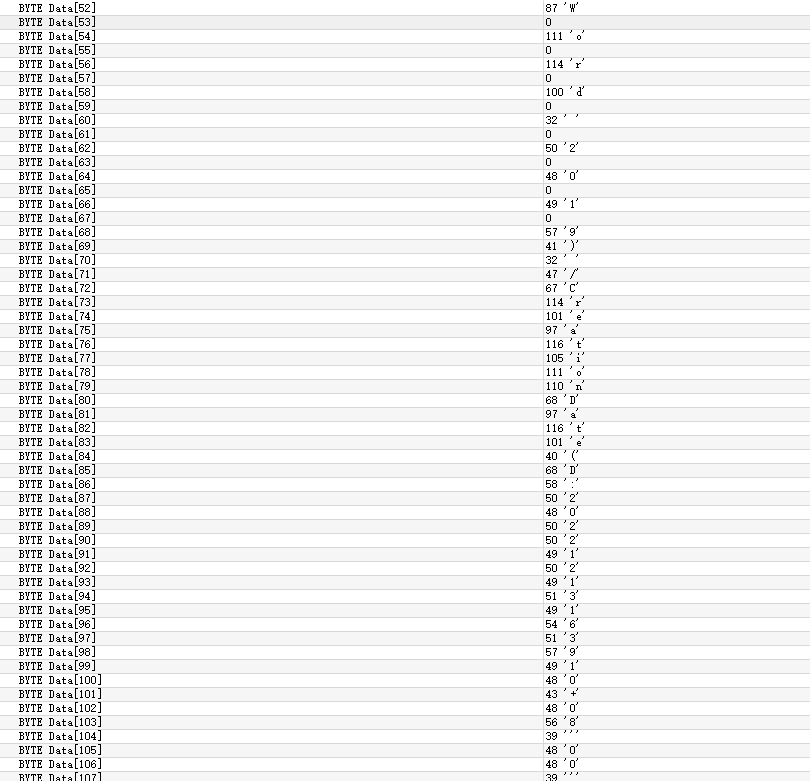 BYTE Data[52] 87 'W'
BYTE Data[53] 0
BYTE Data[54] 111 'o'
BYTE Data[55] 0
BYTE Data[56] 114 'r'
BYTE Data[57] 0
BYTE Data[58] 100 'd'
BYTE Data[59] 0
BYTE Data[60] 32 ' '
BYTE Data[61] 0
BYTE Data[62] 50 '2'
BYTE Data[63] 0
BYTE Data[64] 48 '0'
BYTE Data[65] 0
BYTE Data[66] 49 '1'
BYTE Data[67] 0
BYTE Data[68] 57 '9'
BYTE Data[69] 41 ')'
BYTE Data[70] 32 ' '
BYTE Data[71] 47 '/'
BYTE Data[72] 67 'C'
BYTE Data[73] 114 'r'
BYTE Data[74] 101 'e'
BYTE Data[75] 97 'a'
BYTE Data[76] 116 't'
BYTE Data[77] 105 'i'
BYTE Data[78] 111 'o'
BYTE Data[79] 110 'n'
BYTE Data[80] 68 'D'
BYTE Data[81] 97 'a'
BYTE Data[82] 116 't'
BYTE Data[83] 101 'e'
BYTE Data[84] 40 '('
BYTE Data[85] 68 'D'
BYTE Data[86] 58 ':'
BYTE Data[87] 50 '2'
BYTE Data[88] 48 '0'
BYTE Data[89] 50 '2'
BYTE Data[90] 50 '2'
BYTE Data[91] 49 '1'
BYTE Data[92] 50 '2'
BYTE Data[93] 49 '1'
BYTE Data[94] 51 '3'
BYTE Data[95] 49 '1'
BYTE Data[96] 54 '6'
BYTE Data[97] 51 '3'
BYTE Data[98] 57 '9'
BYTE Data[99] 49 '1'
BYTE Data[100] 48 '0'
BYTE Data[101] 43 '+'
BYTE Data[102] 48 '0'
BYTE Data[103] 56 '8'
BYTE Data[104] 39 '''
BYTE Data[105] 48 '0'
BYTE Data[106] 48 '0'
BYTE Data[107] 39 '''